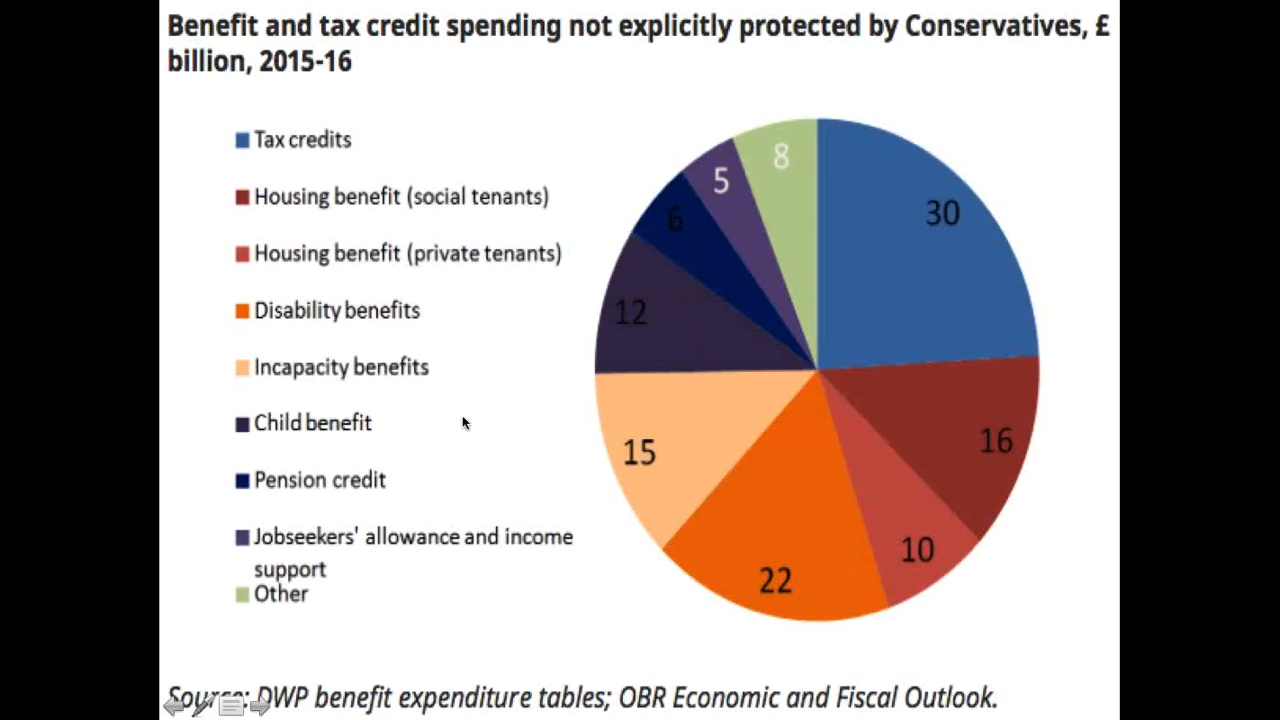 Benefit and tax credit spending not explicitly protected by Conservatives, £
billion, 2015-16
Tax credits
Housing benefit (social tenants)
Housing benefit (private tenants)
Disability benefits
Incapacity benefits
Child benefit
Pension credit
Jobseekers' allowance and income
support
Other
30
16
10
22
15
12
6
5
8
Source: DWP benefit expenditure tables; OBR Economic and Fiscal Outlook.